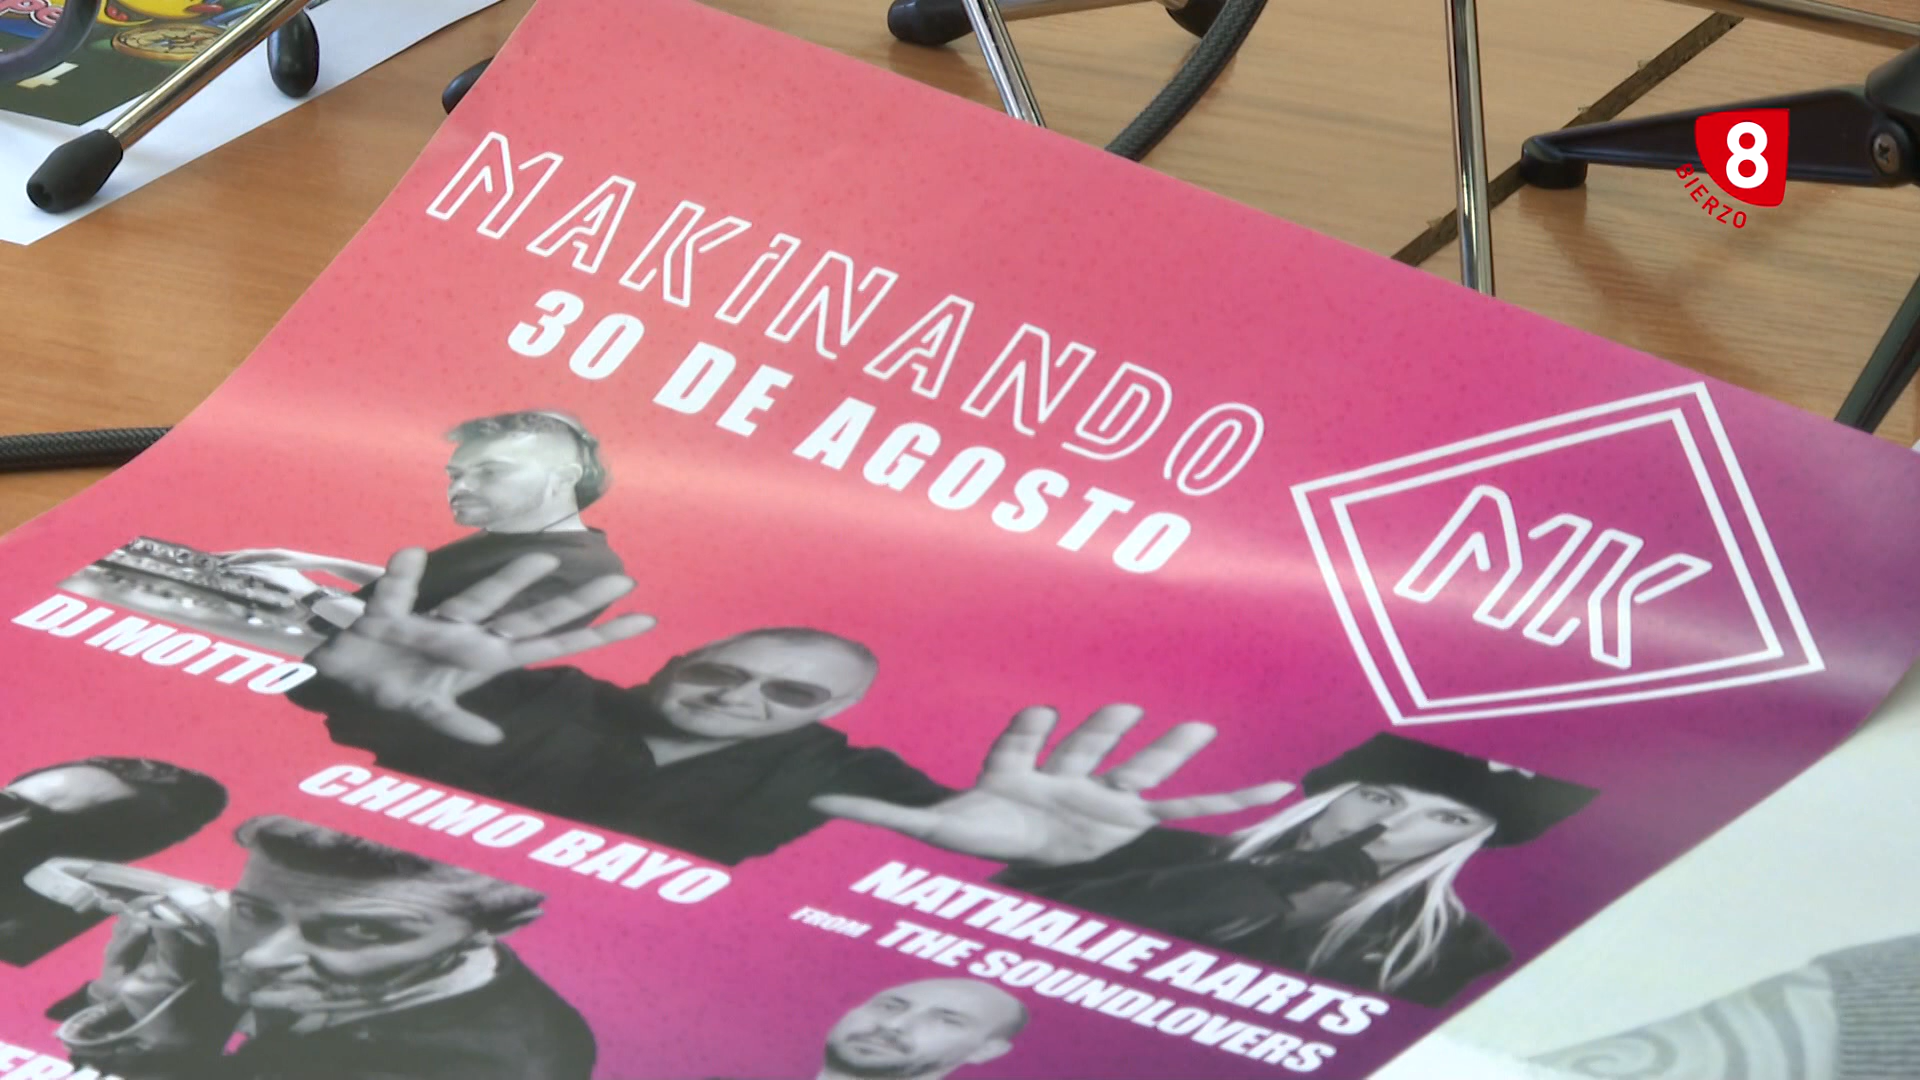 8
BIERZO
MAKINANDO
30 DE AGOSTO
MK
DJ MOTTO
CHIMO BAYO
NATHALIE AARTS
FROM THE SOUNDLOVERS